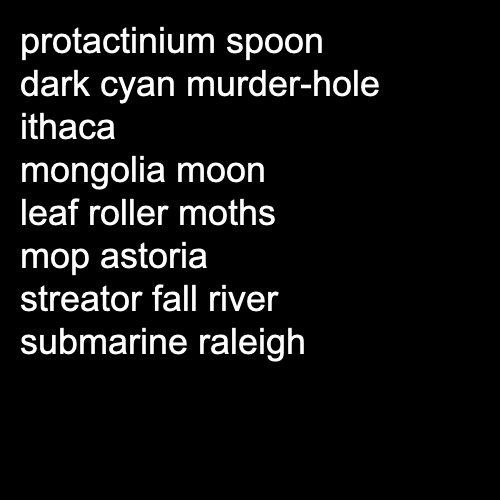 protactinium spoon
dark cyan murder-hole
ithaca
mongolia moon
leaf roller moths
mop astoria
streator fall river
submarine raleigh